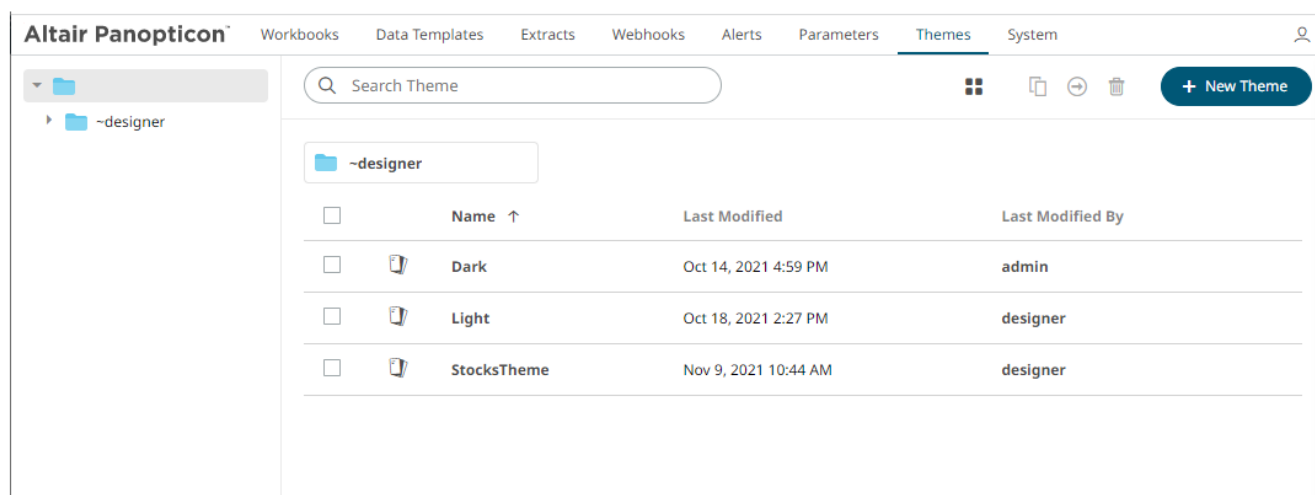 Altair Panopticon™ Workbooks Data Templates Extracts Webhooks Alerts Parameters Themes System
Search Theme + New Theme
~designer
~designer
Name ↑ Last Modified Last Modified By
Dark Oct 14, 2021 4:59 PM admin
Light Oct 18, 2021 2:27 PM designer
StocksTheme Nov 9, 2021 10:44 AM designer